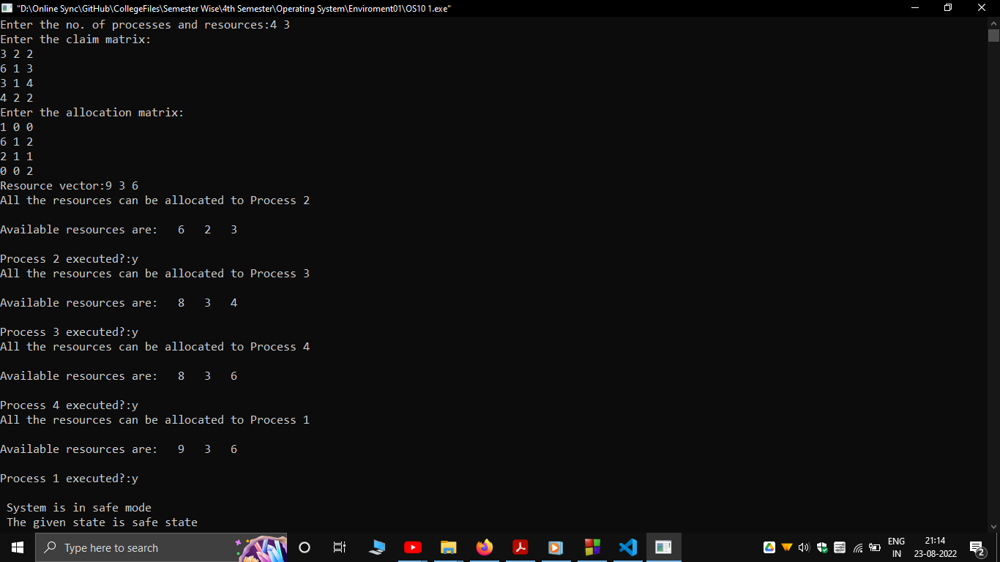 "D:\Online Sync\GitHub\CollegeFiles\Semester Wise\4th Semester\Operating System\Enviroment01\OS10 1.exe"
Enter the no. of processes and resources:4 3
Enter the claim matrix:
3 2 2
6 1 3
3 1 4
4 2 2
Enter the allocation matrix:
1 0 0
6 1 2
2 1 1
0 0 2
Resource vector:9 3 6
All the resources can be allocated to Process 2
Available resources are:   6   2   3
Process 2 executed?:y
All the resources can be allocated to Process 3
Available resources are:   8   3   4
Process 3 executed?:y
All the resources can be allocated to Process 4
Available resources are:   8   3   6
Process 4 executed?:y
All the resources can be allocated to Process 1
Available resources are:   9   3   6
Process 1 executed?:y
System is in safe mode
The given state is safe state
Type here to search
ENG
IN
21:14
23-08-2022
2